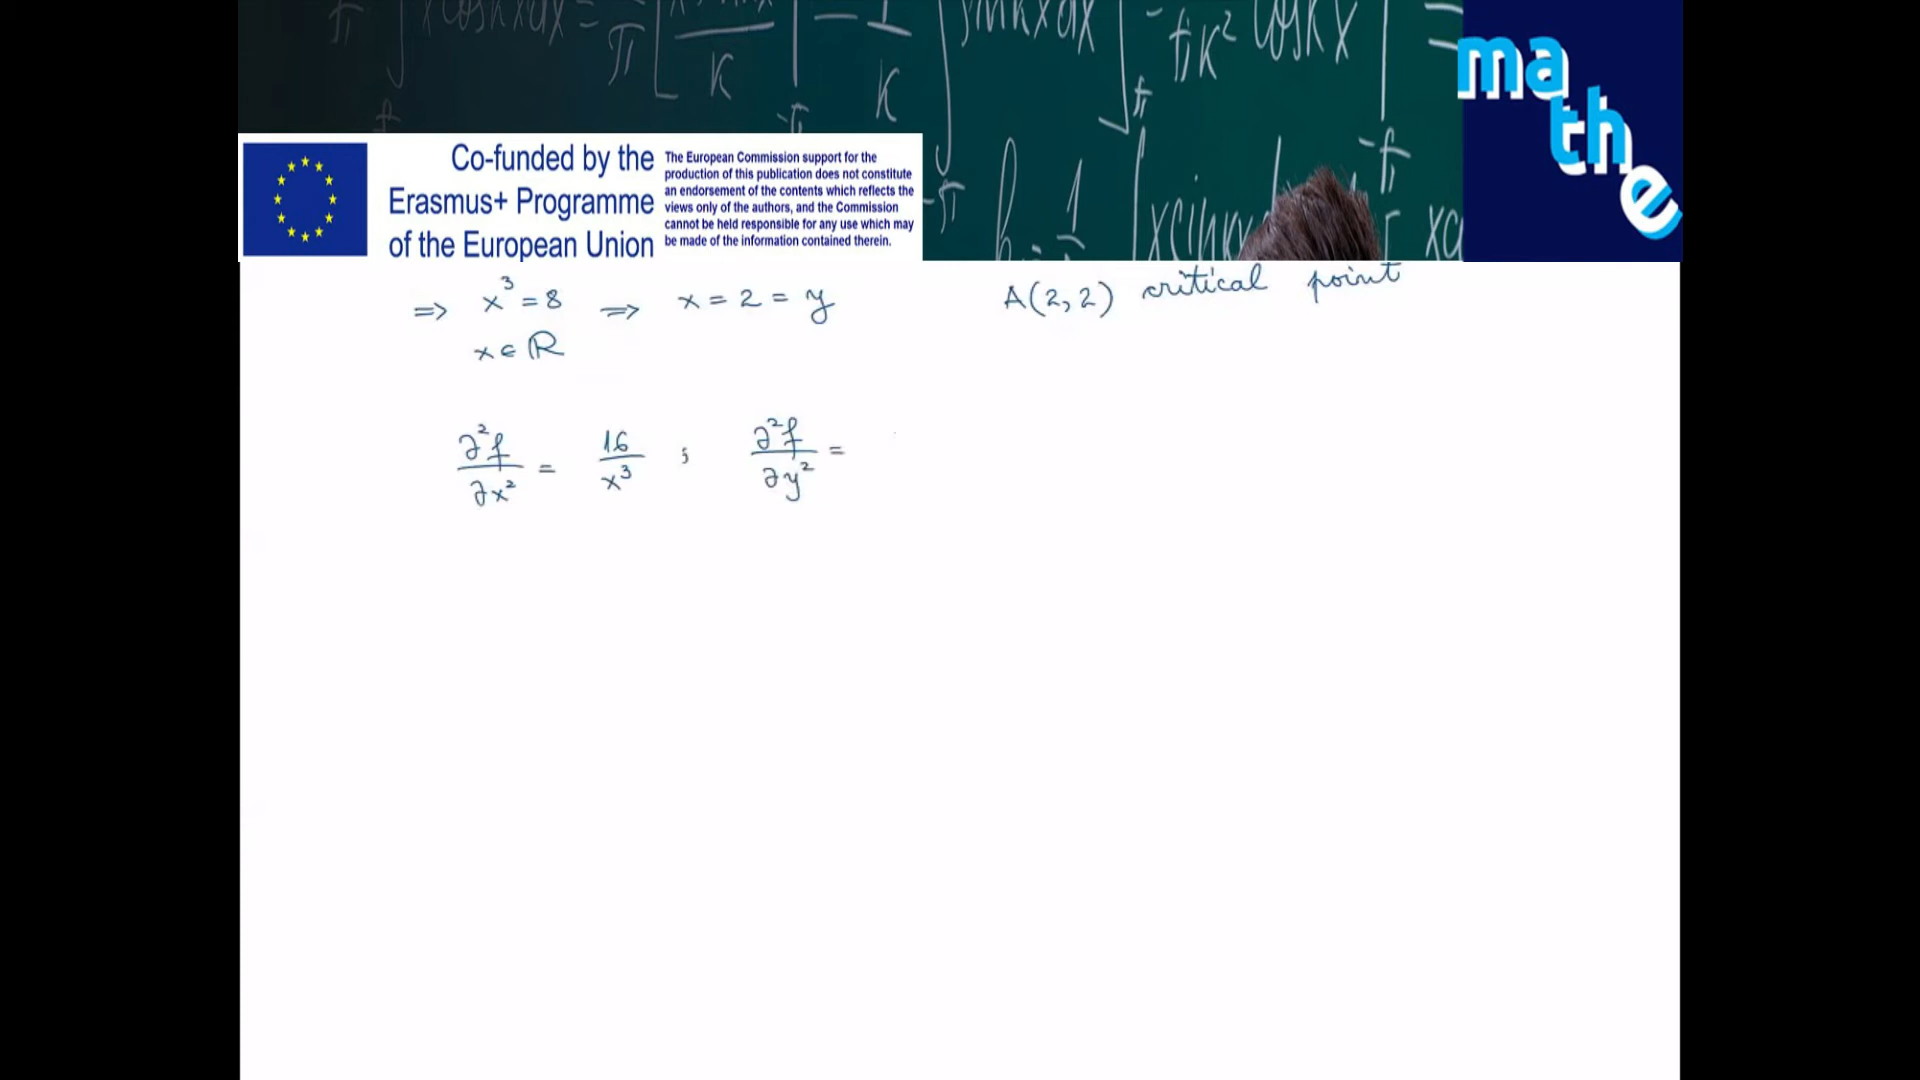 mathe
Co-funded by the
Erasmus+ Programme
of the European Union
The European Commission support for the
production of this publication does not constitute
an endorsement of the contents which reflects the
views only of the authors, and the Commission
cannot be held responsible for any use which may
be made of the information contained therein.
⇒ x³ = 8 ⇒ x = 2 = y A(2,2) critical point
x ∈ ℝ
∂²f/∂x² = 16/x³ ; ∂²f/∂y² =